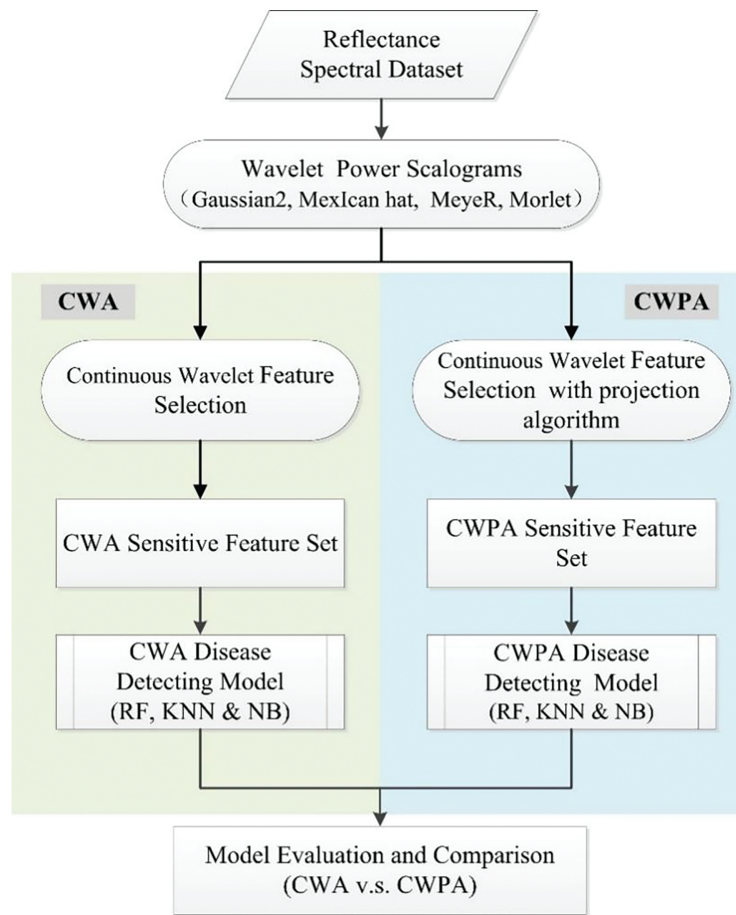 Reflectance
Spectral Dataset
Wavelet Power Scalograms
(Gaussian2, MexIcan hat, MeyeR, Morlet)
CWA
CWPA
Continuous Wavelet Feature
Selection
Continuous Wavelet Feature
Selection with projection
algorithm
CWA Sensitive Feature Set
CWPA Sensitive Feature
Set
CWA Disease
Detecting Model
(RF, KNN & NB)
CWPA Disease
Detecting Model
(RF, KNN & NB)
Model Evaluation and Comparison
(CWA v.s. CWPA)